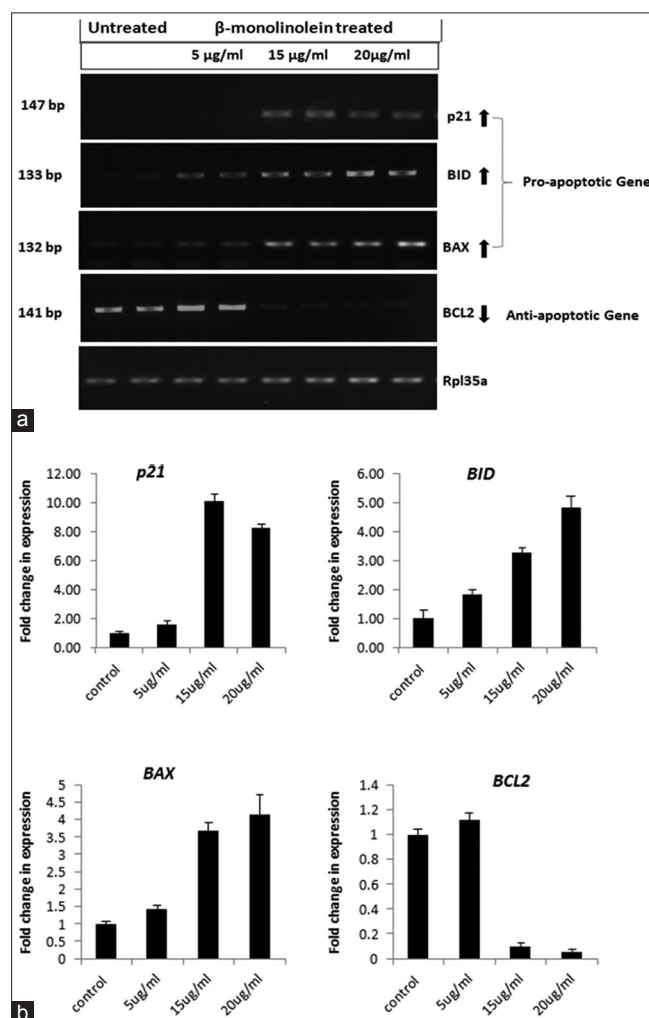 Untreated β-monolinolein treated
5 µg/ml 15 µg/ml 20µg/ml
147 bp p21
133 bp BID
Pro-apoptotic Gene
132 bp BAX
141 bp BCL2 Anti-apoptotic Gene
Rpl35a
a
p21
Fold change in expression
12.00
10.00
8.00
6.00
4.00
2.00
0.00
control 5ug/ml 15ug/ml 20ug/ml
BID
Fold change in expression
6.00
5.00
4.00
3.00
2.00
1.00
0.00
control 5ug/ml 15ug/ml 20ug/ml
BAX
Fold change in expression
5
4.5
4
3.5
3
2.5
2
1.5
1
0.5
0
control 5ug/ml 15ug/ml 20ug/ml
BCL2
Fold change in expression
1.4
1.2
1
0.8
0.6
0.4
0.2
0
control 5ug/ml 15ug/ml 20ug/ml
b